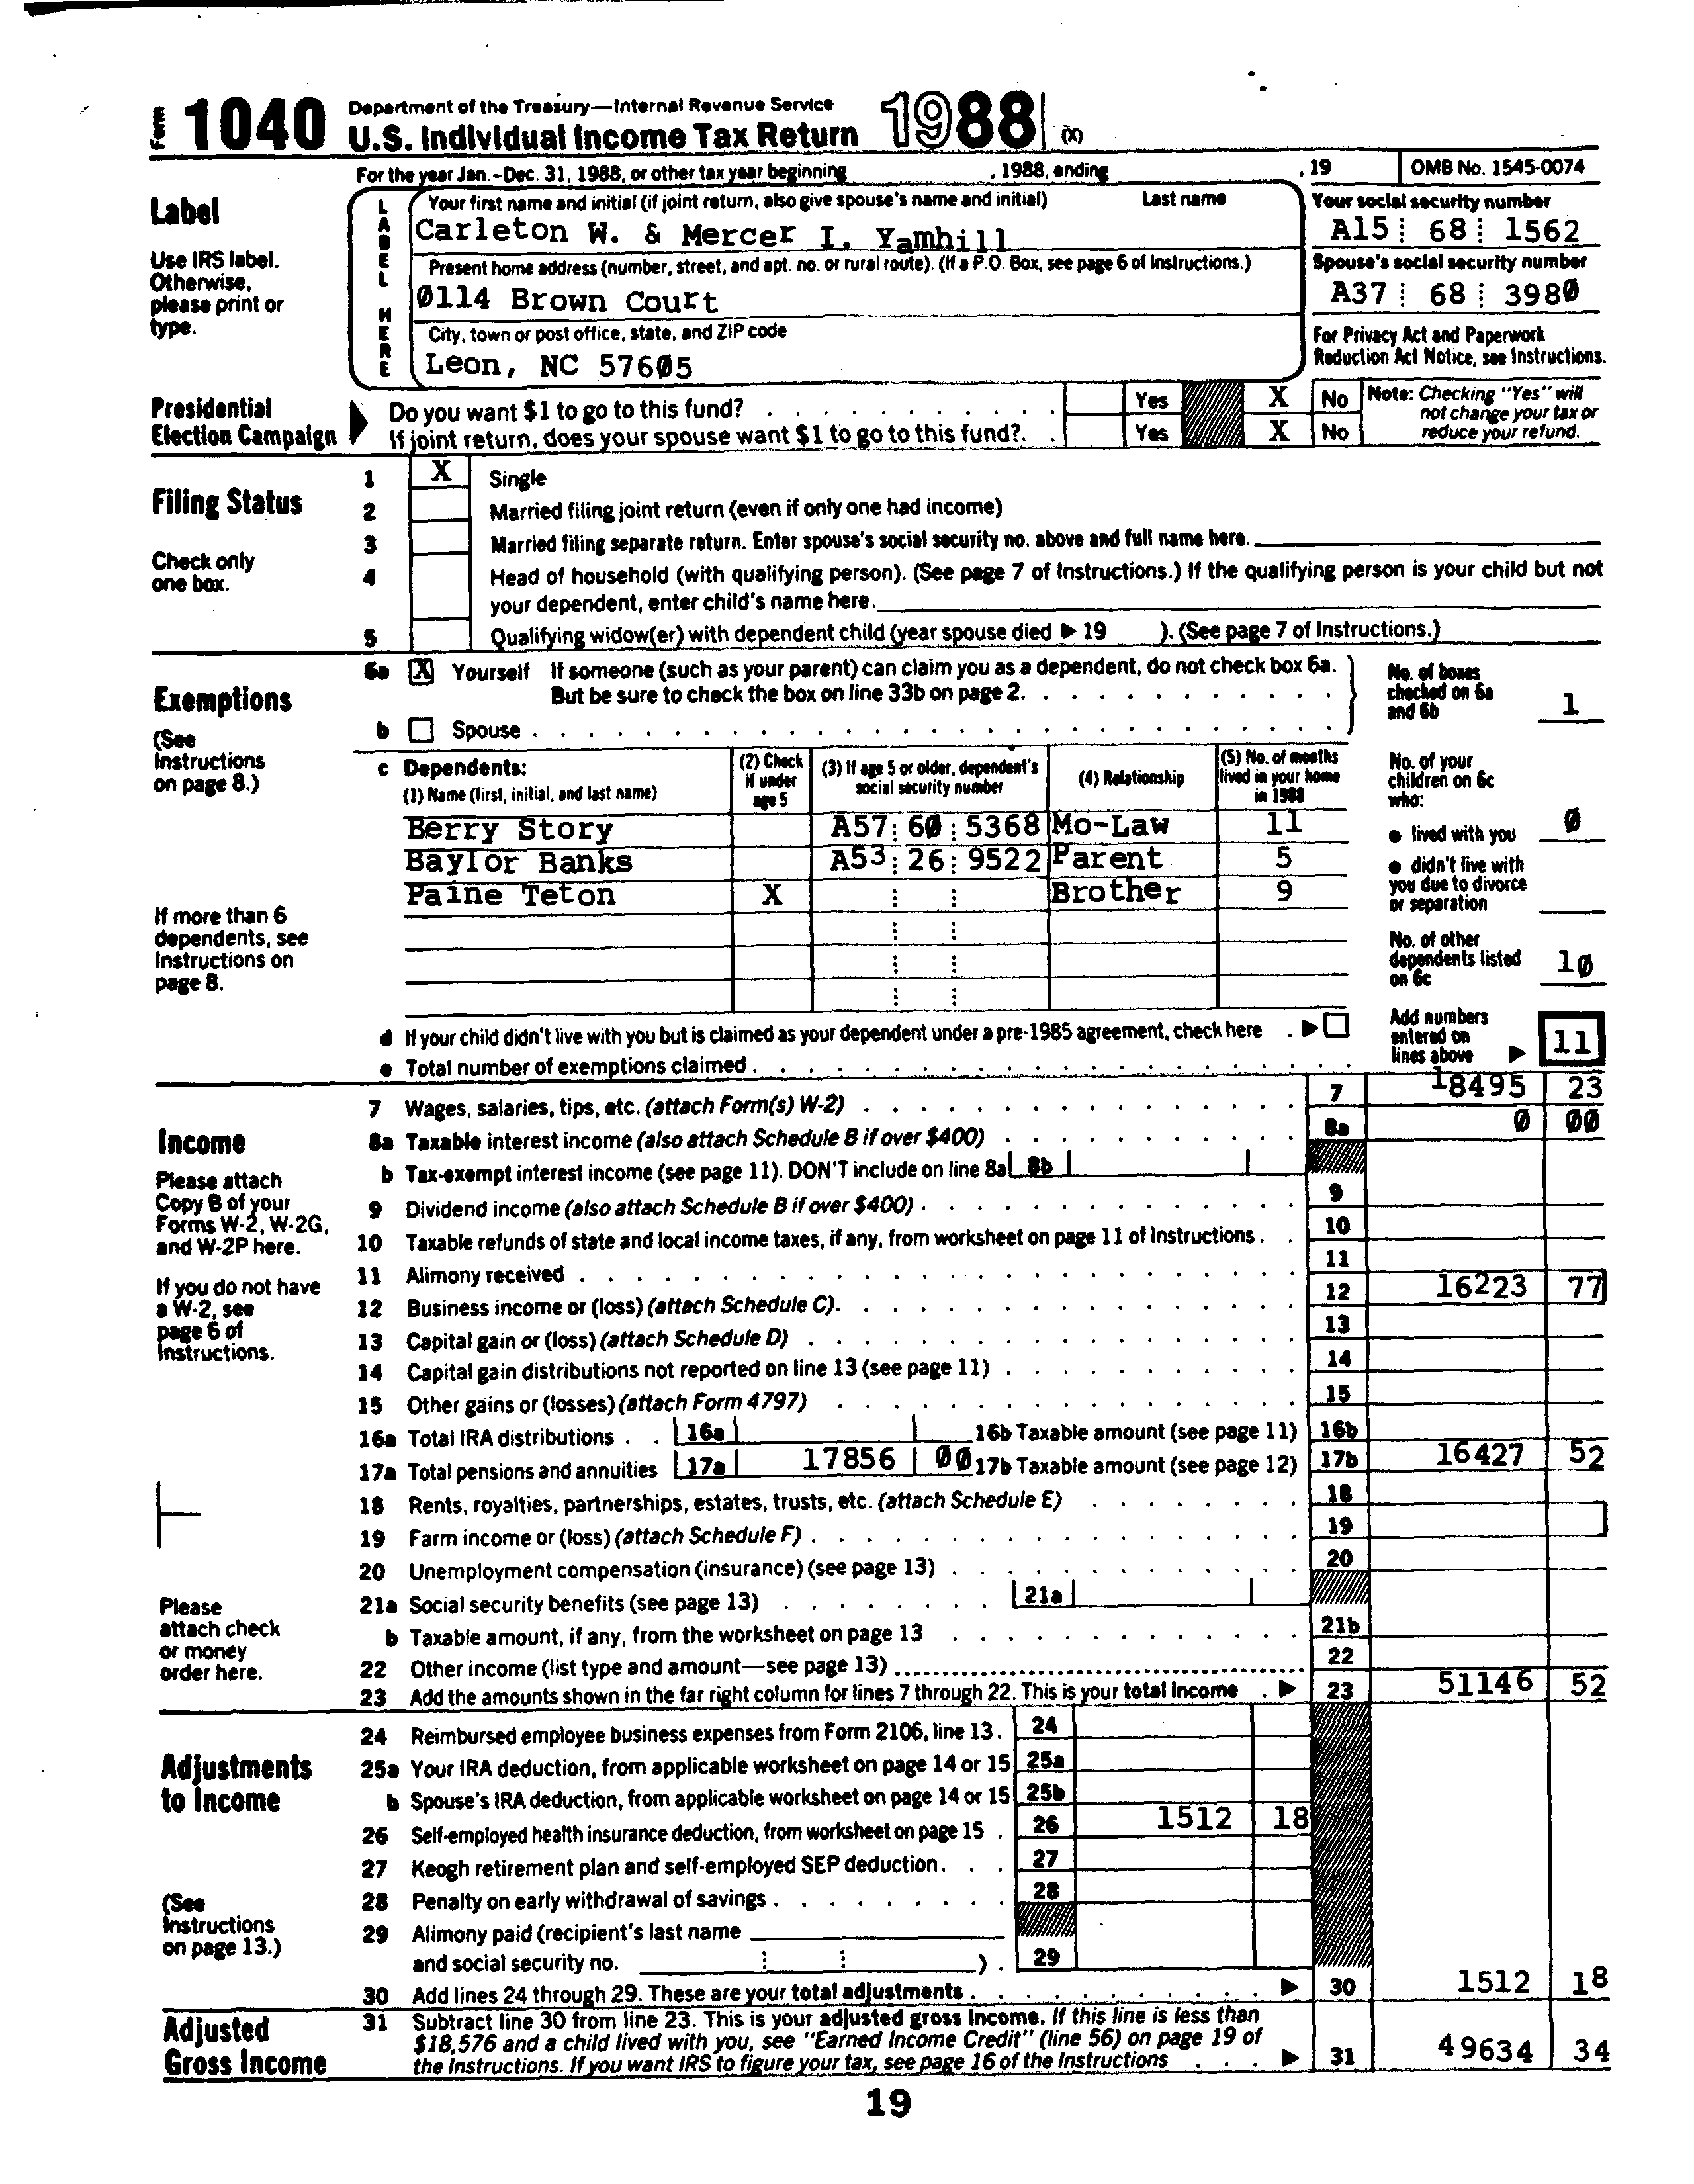 Form 1040 Department of the Treasury—Internal Revenue Service
U.S. Individual Income Tax Return 1988 (X)
For the year Jan.–Dec. 31, 1988, or other tax year beginning , 1988, ending , 19 OMB No. 1545-0074
Label
Use IRS label.
Otherwise,
please print or
type.
LABEL HERE
Your first name and initial (if joint return, also give spouse's name and initial) Last name
Carleton W. & Mercer I. Yamhill
Present home address (number, street, and apt. no. or rural route). (If a P.O. Box, see page 6 of Instructions.)
0114 Brown Court
City, town or post office, state, and ZIP code
Leon, NC 57605
Your social security number
A15 68 1562
Spouse's social security number
A37 68 3980
For Privacy Act and Paperwork
Reduction Act Notice, see Instructions.
Presidential
Election Campaign
Do you want $1 to go to this fund? Yes X No
If joint return, does your spouse want $1 to go to this fund? Yes X No
Note: Checking "Yes" will
not change your tax or
reduce your refund.
Filing Status
Check only
one box.
1 X Single
2 Married filing joint return (even if only one had income)
3 Married filing separate return. Enter spouse's social security no. above and full name here.
4 Head of household (with qualifying person). (See page 7 of Instructions.) If the qualifying person is your child but not
your dependent, enter child's name here.
5 Qualifying widow(er) with dependent child (year spouse died ▶ 19 ). (See page 7 of Instructions.)
Exemptions
(See
Instructions
on page 8.)
If more than 6
dependents, see
Instructions on
page 8.
6a X Yourself If someone (such as your parent) can claim you as a dependent, do not check box 6a.
But be sure to check the box on line 33b on page 2.
b Spouse
No. of boxes
checked on 6a
and 6b 1
c Dependents:
(1) Name (first, initial, and last name)
(2) Check
if under
age 5
(3) If age 5 or older, dependent's
social security number
(4) Relationship
(5) No. of months
lived in your home
in 1988
Berry Story A57 60 5368 Mo-Law 11
Baylor Banks A53 26 9522 Parent 5
Paine Teton X Brother 9
No. of your
children on 6c
who:
● lived with you 0
● didn't live with
you due to divorce
or separation
No. of other
dependents listed
on 6c 10
d If your child didn't live with you but is claimed as your dependent under a pre-1985 agreement, check here ▶
e Total number of exemptions claimed
Add numbers
entered on
lines above ▶ 11
Income
Please attach
Copy B of your
Forms W-2, W-2G,
and W-2P here.
If you do not have
a W-2, see
page 6 of
Instructions.
Please
attach check
or money
order here.
7 Wages, salaries, tips, etc. (attach Form(s) W-2) 7 18495 23
8a Taxable interest income (also attach Schedule B if over $400) 8a 0 00
b Tax-exempt interest income (see page 11). DON'T include on line 8a 8b
9 Dividend income (also attach Schedule B if over $400) 9
10 Taxable refunds of state and local income taxes, if any, from worksheet on page 11 of Instructions 10
11 Alimony received 11
12 Business income or (loss) (attach Schedule C) 12 16223 77
13 Capital gain or (loss) (attach Schedule D) 13
14 Capital gain distributions not reported on line 13 (see page 11) 14
15 Other gains or (losses) (attach Form 4797) 15
16a Total IRA distributions 16a 16b Taxable amount (see page 11) 16b
17a Total pensions and annuities 17a 17856 00 17b Taxable amount (see page 12) 17b 16427 52
18 Rents, royalties, partnerships, estates, trusts, etc. (attach Schedule E) 18
19 Farm income or (loss) (attach Schedule F) 19
20 Unemployment compensation (insurance) (see page 13) 20
21a Social security benefits (see page 13) 21a
b Taxable amount, if any, from the worksheet on page 13 21b
22 Other income (list type and amount—see page 13) 22
23 Add the amounts shown in the far right column for lines 7 through 22. This is your total income ▶ 23 51146 52
Adjustments
to Income
(See
Instructions
on page 13.)
24 Reimbursed employee business expenses from Form 2106, line 13. 24
25a Your IRA deduction, from applicable worksheet on page 14 or 15 25a
b Spouse's IRA deduction, from applicable worksheet on page 14 or 15 25b
26 Self-employed health insurance deduction, from worksheet on page 15 26 1512 18
27 Keogh retirement plan and self-employed SEP deduction 27
28 Penalty on early withdrawal of savings 28
29 Alimony paid (recipient's last name
and social security no. ) 29
30 Add lines 24 through 29. These are your total adjustments ▶ 30 1512 18
Adjusted
Gross Income
31 Subtract line 30 from line 23. This is your adjusted gross income. If this line is less than
$18,576 and a child lived with you, see "Earned Income Credit" (line 56) on page 19 of
the Instructions. If you want IRS to figure your tax, see page 16 of the Instructions ▶ 31 49634 34
19